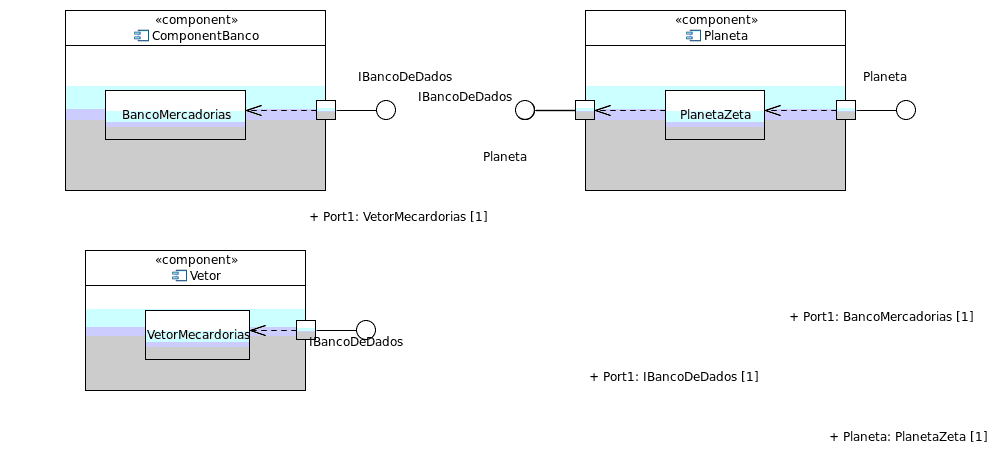 «component»
ComponentBanco
BancoMercadorias
IBancoDeDados
IBancoDeDados
Planeta
«component»
Planeta
PlanetaZeta
Planeta
+ Port1: VetorMecardorias [1]
«component»
Vetor
VetorMecardorias
IBancoDeDados
+ Port1: BancoMercadorias [1]
+ Port1: IBancoDeDados [1]
+ Planeta: PlanetaZeta [1]